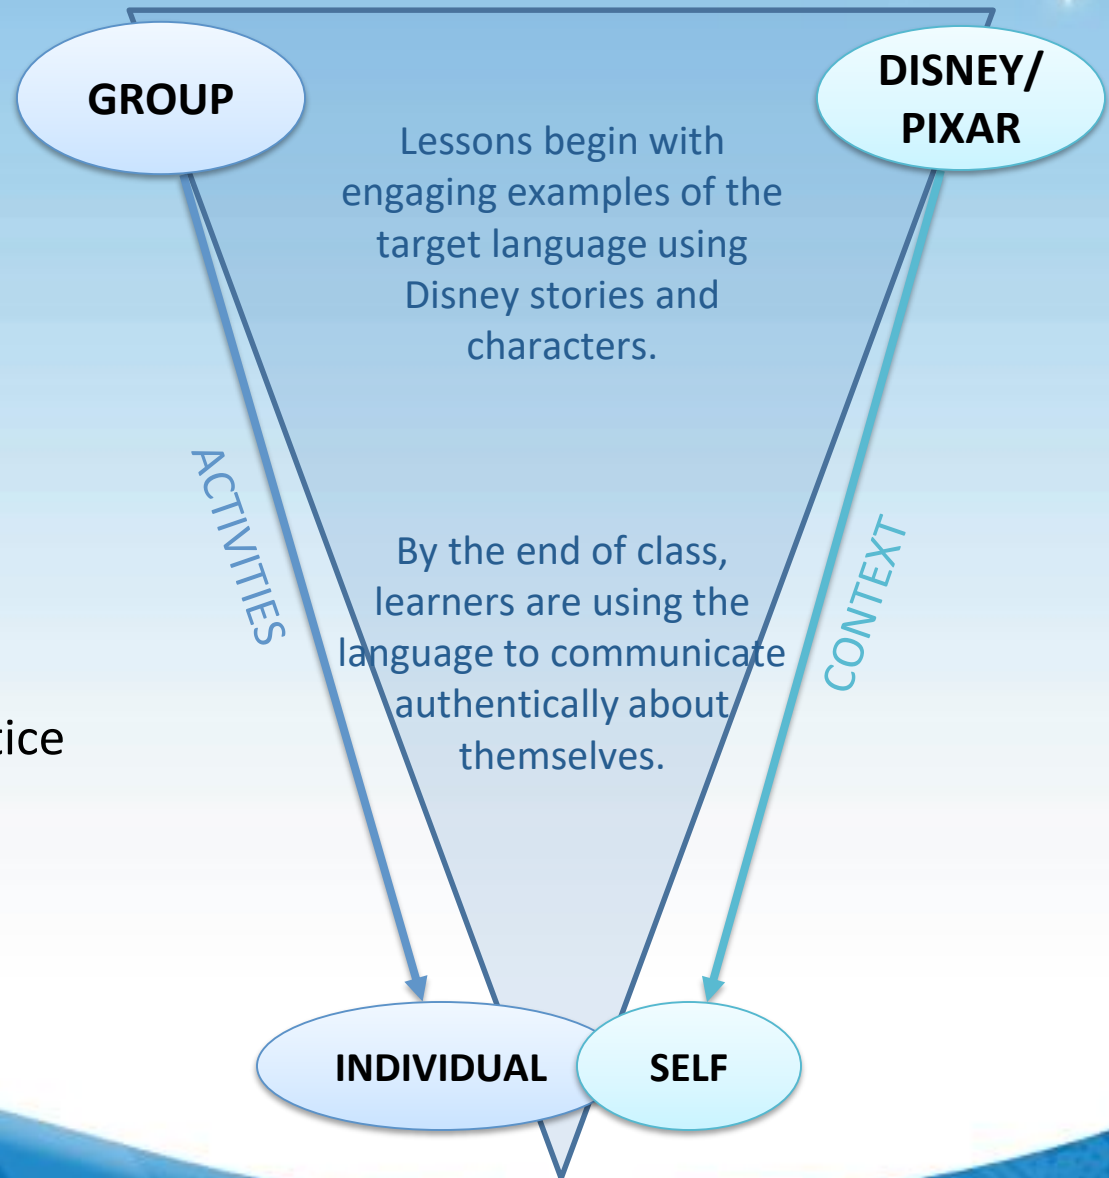 GROUP
DISNEY/
PIXAR
Lessons begin with
engaging examples of the
target language using
Disney stories and
characters.
ACTIVITIES
CONTEXT
By the end of class,
learners are using the
language to communicate
authentically about
themselves.
tice
INDIVIDUAL
SELF